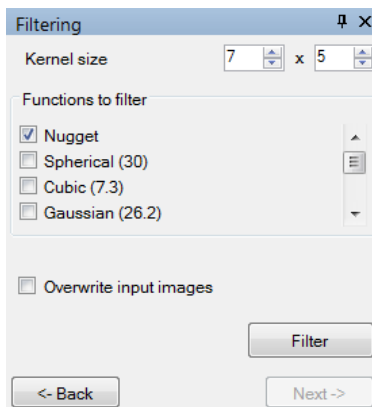 Filtering
Kernel size 7 x 5
Functions to filter
Nugget
Spherical (30)
Cubic (7.3)
Gaussian (26.2)
Overwrite input images
Filter
<- Back Next ->